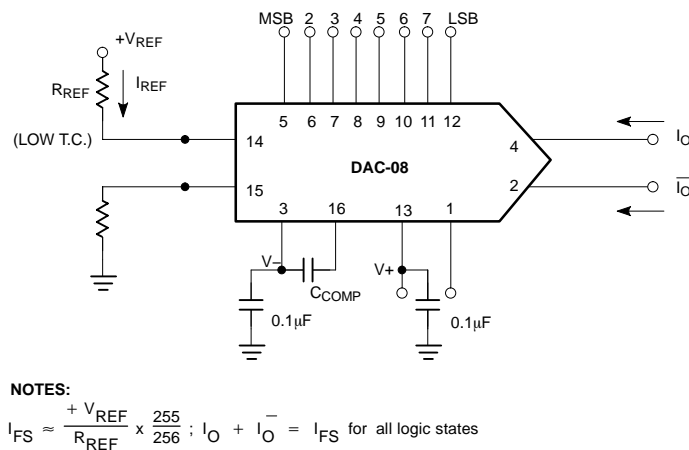 MSB 2 3 4 5 6 7 LSB
+VREF
RREF IREF
(LOW T.C.)
5 6 7 8 9 10 11 12
14
4
IO
DAC-08
15
2
IO
3 16 13 1
V–
V+
CCOMP
0.1µF
0.1µF
NOTES:
IFS ≈ + VREF / RREF x 255 / 256 ; IO + IO = IFS for all logic states